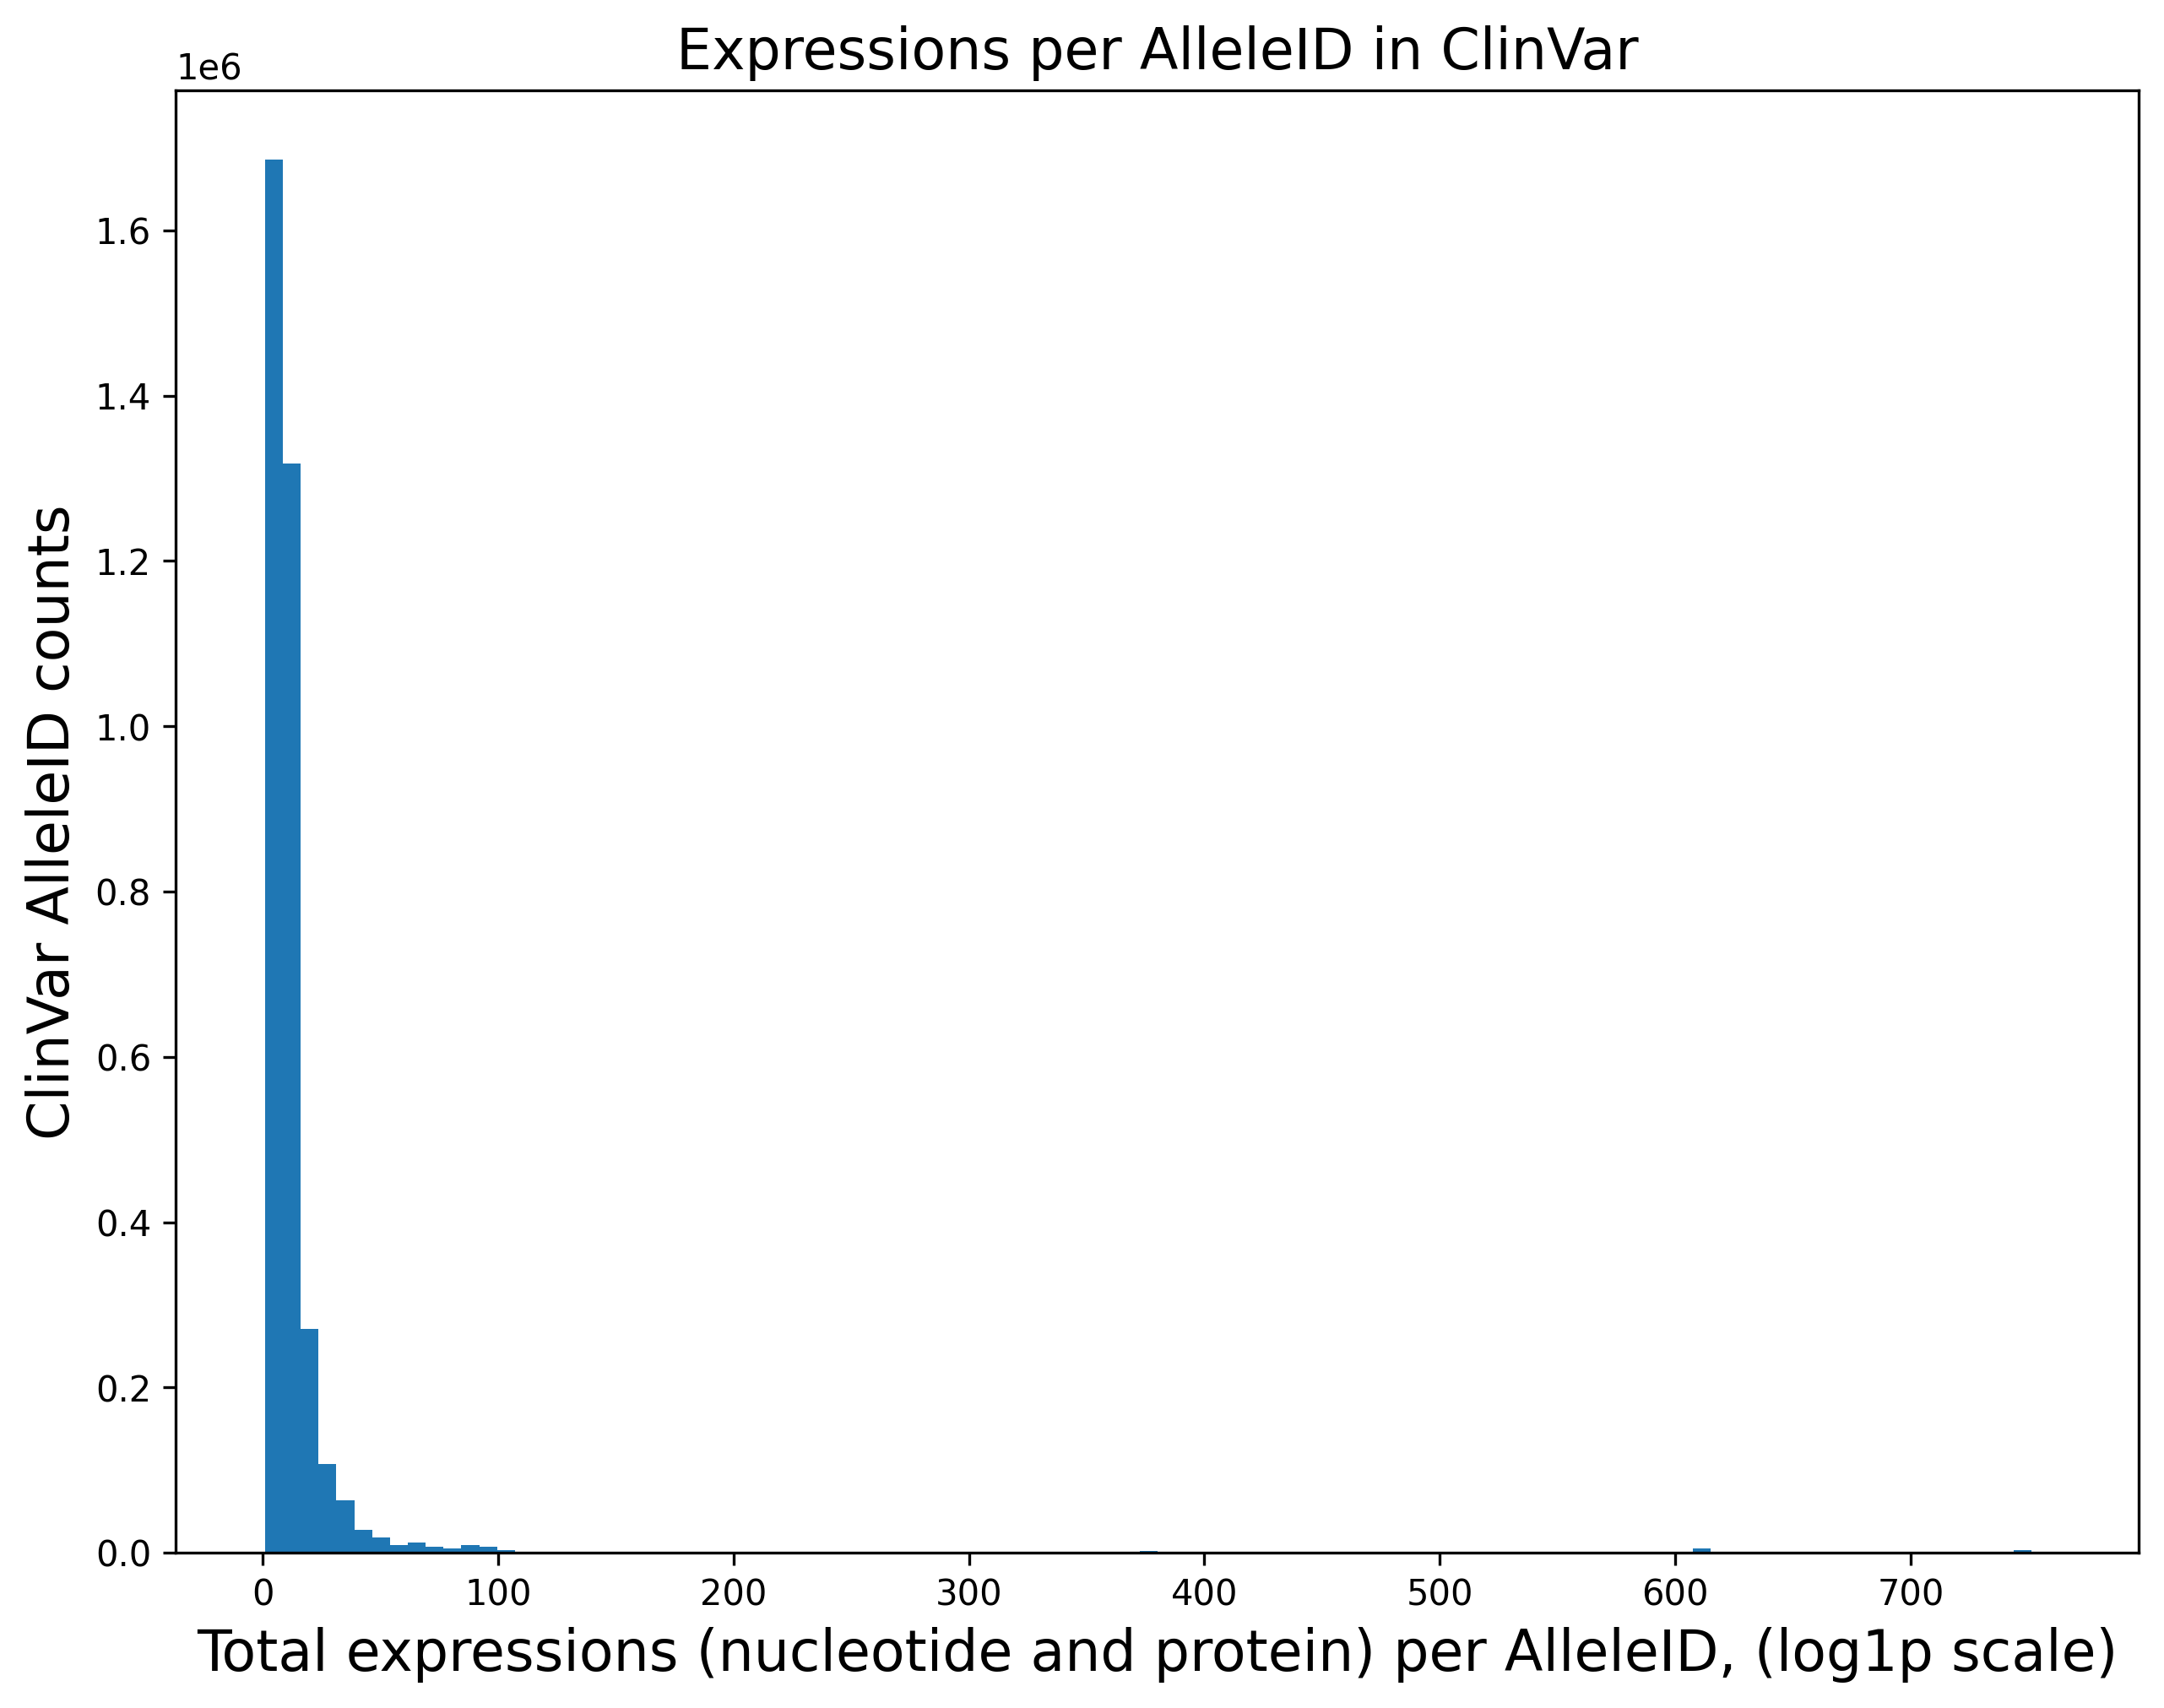 Expressions per AlleleID in ClinVar
1e6
1.6
1.4
1.2
1.0
0.8
0.6
0.4
0.2
0.0
ClinVar AlleleID counts
0 100 200 300 400 500 600 700
Total expressions (nucleotide and protein) per AlleleID, (log1p scale)